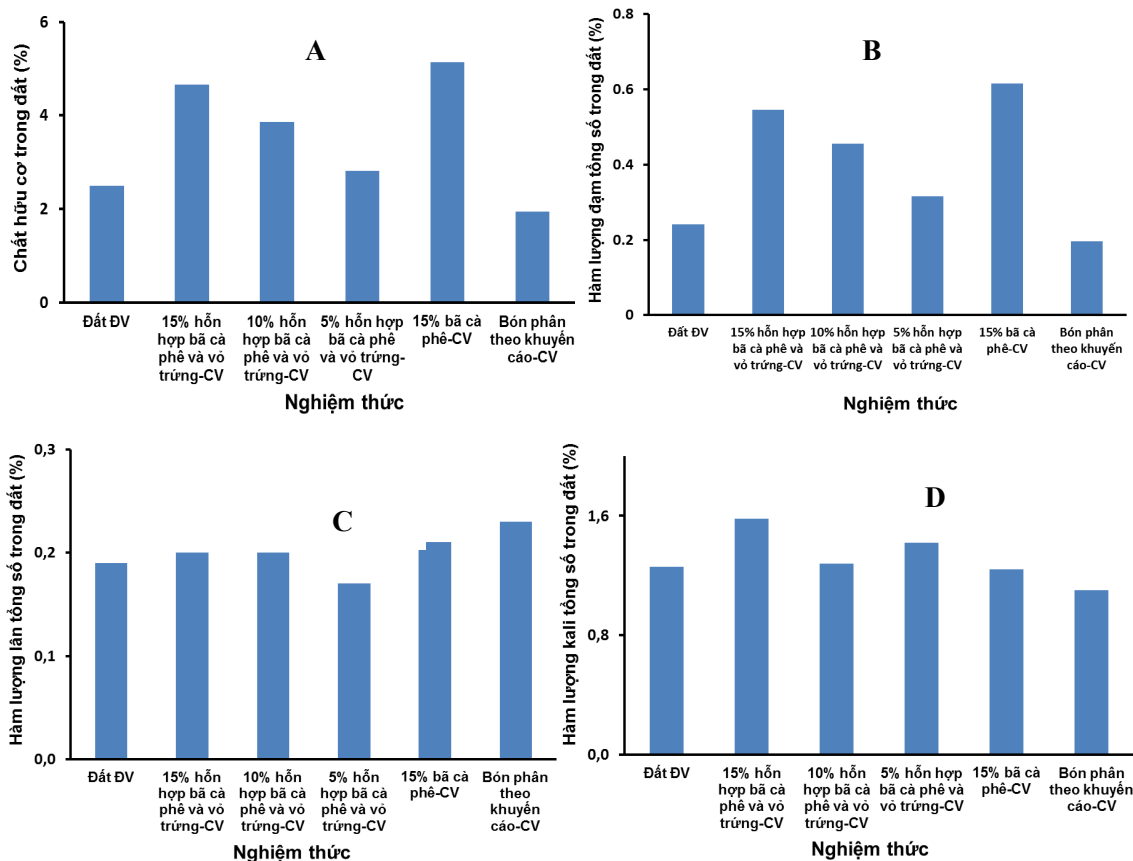 Chất hữu cơ trong đất (%)
6
4
2
0
A
Đất ĐV
15% hỗn
hợp bã cà
phê và vỏ
trứng-CV
10% hỗn
hợp bã cà
phê và vỏ
trứng-CV
5% hỗn hợp
bã cà phê
và vỏ trứng-
CV
15% bã cà
phê-CV
Bón phân
theo khuyến
cáo-CV
Nghiệm thức
Hàm lượng đạm tổng số trong đất (%)
0.8
0.6
0.4
0.2
0
B
Đất ĐV
15% hỗn hợp
bã cà phê và
vỏ trứng-CV
10% hỗn hợp
bã cà phê và
vỏ trứng-CV
5% hỗn hợp
bã cà phê và
vỏ trứng-CV
15% bã cà
phê-CV
Bón phân
theo khuyến
cáo-CV
Nghiệm thức
Hàm lượng lân tổng số trong đất (%)
0,3
0,2
0,1
0,0
C
Đất ĐV
15% hỗn
hợp bã cà
phê và vỏ
trứng-CV
10% hỗn
hợp bã cà
phê và vỏ
trứng-CV
5% hỗn
hợp bã cà
phê và vỏ
trứng-CV
15% bã cà
phê-CV
Bón phân
theo
khuyến
cáo-CV
Nghiệm thức
Hàm lượng kali tổng số trong đất (%)
1,6
0,8
0,0
D
Đất ĐV
15% hỗn
hợp bã cà
phê và vỏ
trứng-CV
10% hỗn
hợp bã cà
phê và vỏ
trứng-CV
5% hỗn hợp
bã cà phê và
vỏ trứng-CV
15% bã cà
phê-CV
Bón phân
theo khuyến
cáo-CV
Nghiệm thức